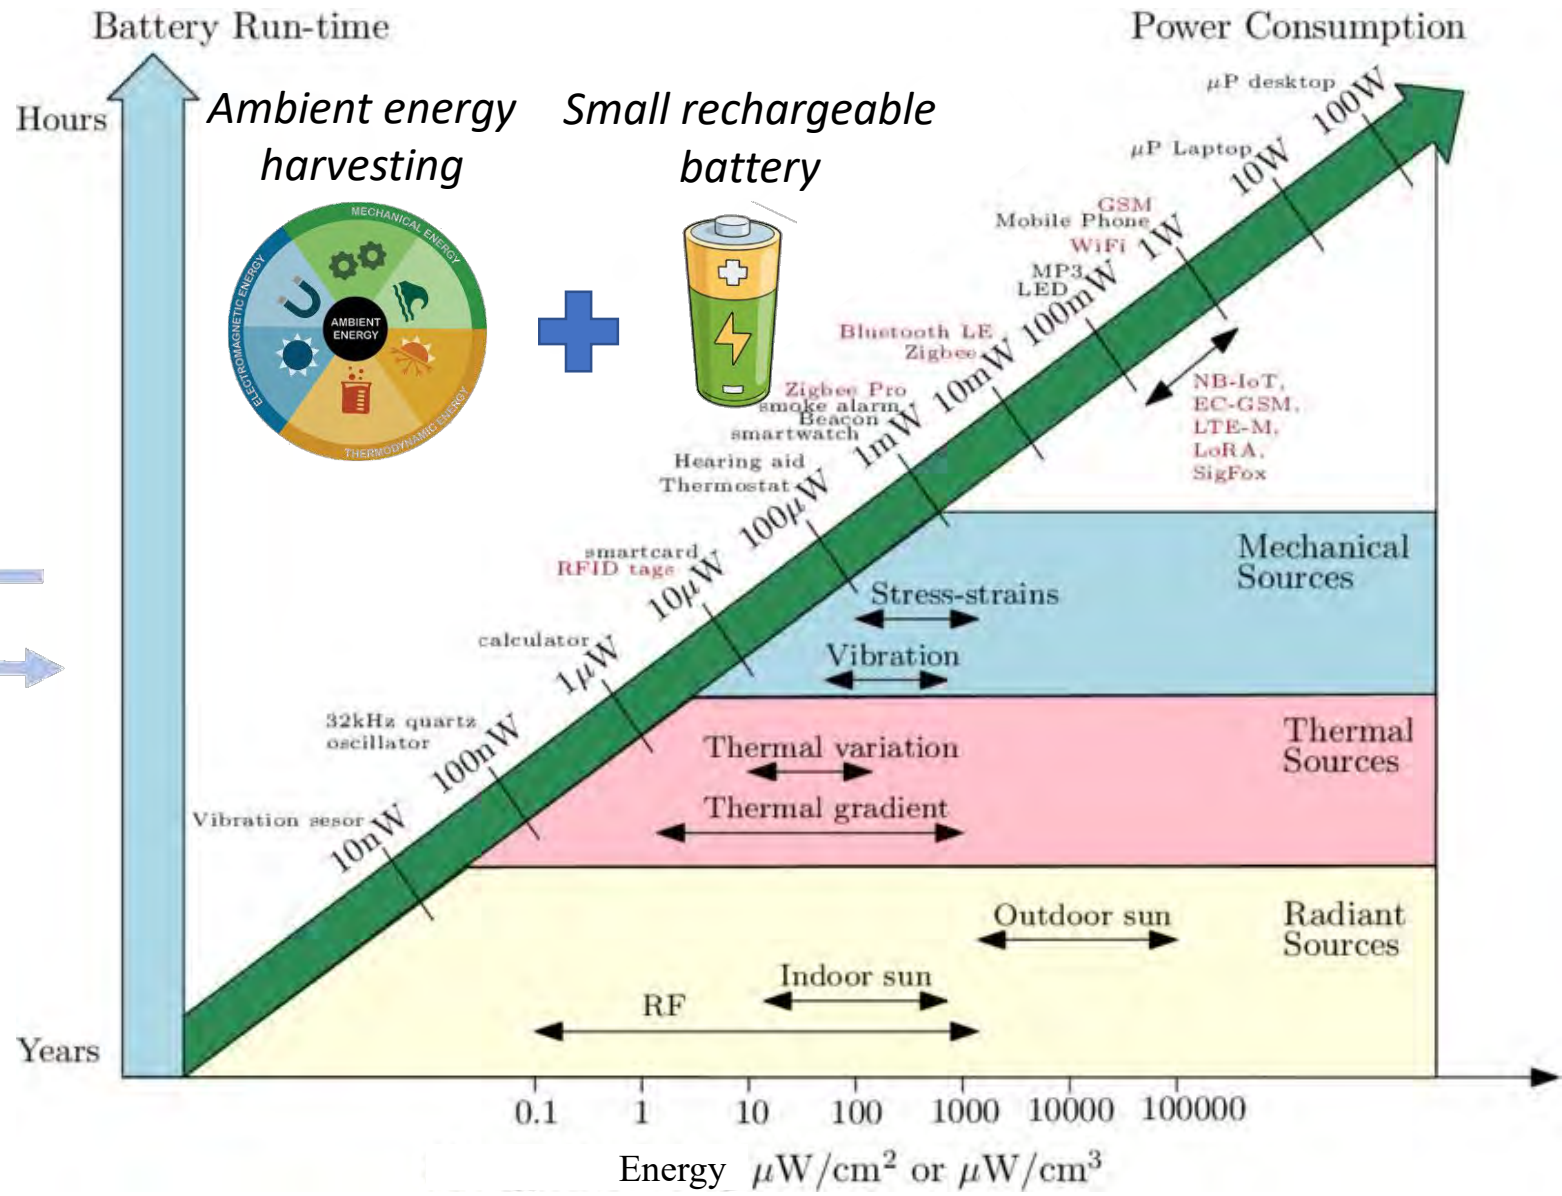 Battery Run-time
Power Consumption
Hours
Ambient energy
harvesting
Small rechargeable
battery
MECHANICAL ENERGY
ELECTROMAGNETIC ENERGY
THERMODYNAMIC ENERGY
AMBIENT
ENERGY
μP desktop
100W
μP Laptop
10W
GSM
Mobile Phone
WiFi
1W
MP3
LED
100mW
Bluetooth LE
Zigbee
10mW
Zigbee Pro
smoke alarm
Beacon
smartwatch
1mW
Hearing aid
Thermostat
100μW
smartcard
RFID tags
10μW
calculator
1μW
32kHz quartz
oscillator
100nW
Vibration sesor
10nW
NB-IoT,
EC-GSM,
LTE-M,
LoRA,
SigFox
Mechanical
Sources
Stress-strains
Vibration
Thermal
Sources
Thermal variation
Thermal gradient
Radiant
Sources
Outdoor sun
Indoor sun
RF
Years
0.1 1 10 100 1000 10000 100000
Energy μW/cm² or μW/cm³